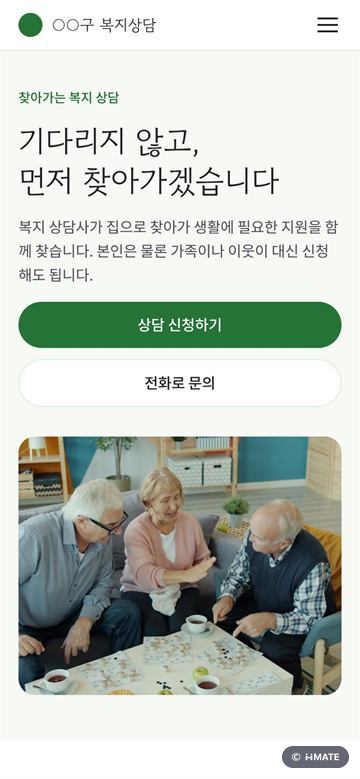 ○○구 복지상담
찾아가는 복지 상담
기다리지 않고,
먼저 찾아가겠습니다
복지 상담사가 집으로 찾아가 생활에 필요한 지원을 함
께 찾습니다. 본인은 물론 가족이나 이웃이 대신 신청
해도 됩니다.
상담 신청하기
전화로 문의
© HMATE